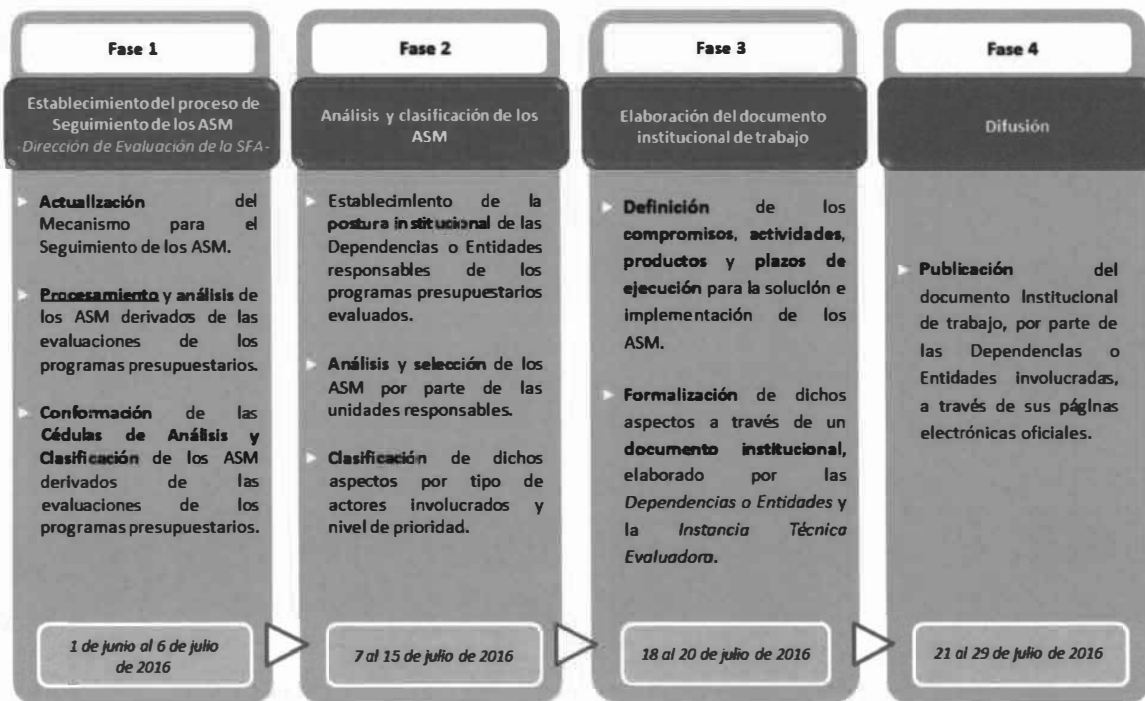 Fase 1
Establecimiento del proceso de
Seguimiento de los ASM
-Dirección de Evaluación de la SFA-
Actualización del
Mecanismo para el
Seguimiento de los ASM.
Procesamiento y análisis de
los ASM derivados de las
evaluaciones de los
programas presupuestarios.
Conformación de las
Cédulas de Análisis y
Clasificación de los ASM
derivados de las
evaluaciones de los
programas presupuestarios.
1 de junio al 6 de julio
de 2016
Fase 2
Análisis y clasificación de los
ASM
Establecimiento de la
postura institucional de las
Dependencias o Entidades
responsables de los
programas presupuestarios
evaluados.
Análisis y selección de los
ASM por parte de las
unidades responsables.
Clasificación de dichos
aspectos por tipo de
actores involucrados y
nivel de prioridad.
7 al 15 de julio de 2016
Fase 3
Elaboración del documento
institucional de trabajo
Definición de los
compromisos, actividades,
productos y plazos de
ejecución para la solución e
implementación de los
ASM.
Formalización de dichos
aspectos a través de un
documento institucional,
elaborado por las
Dependencias o Entidades y
la Instancia Técnica
Evaluadora.
18 al 20 de julio de 2016
Fase 4
Difusión
Publicación del
documento Institucional
de trabajo, por parte de
las Dependencias o
Entidades involucradas,
a través de sus páginas
electrónicas oficiales.
21 al 29 de julio de 2016